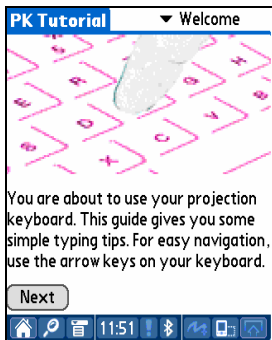 PK Tutorial
Welcome
You are about to use your projection
keyboard. This guide gives you some
simple typing tips. For easy navigation,
use the arrow keys on your keyboard.
Next
11:51